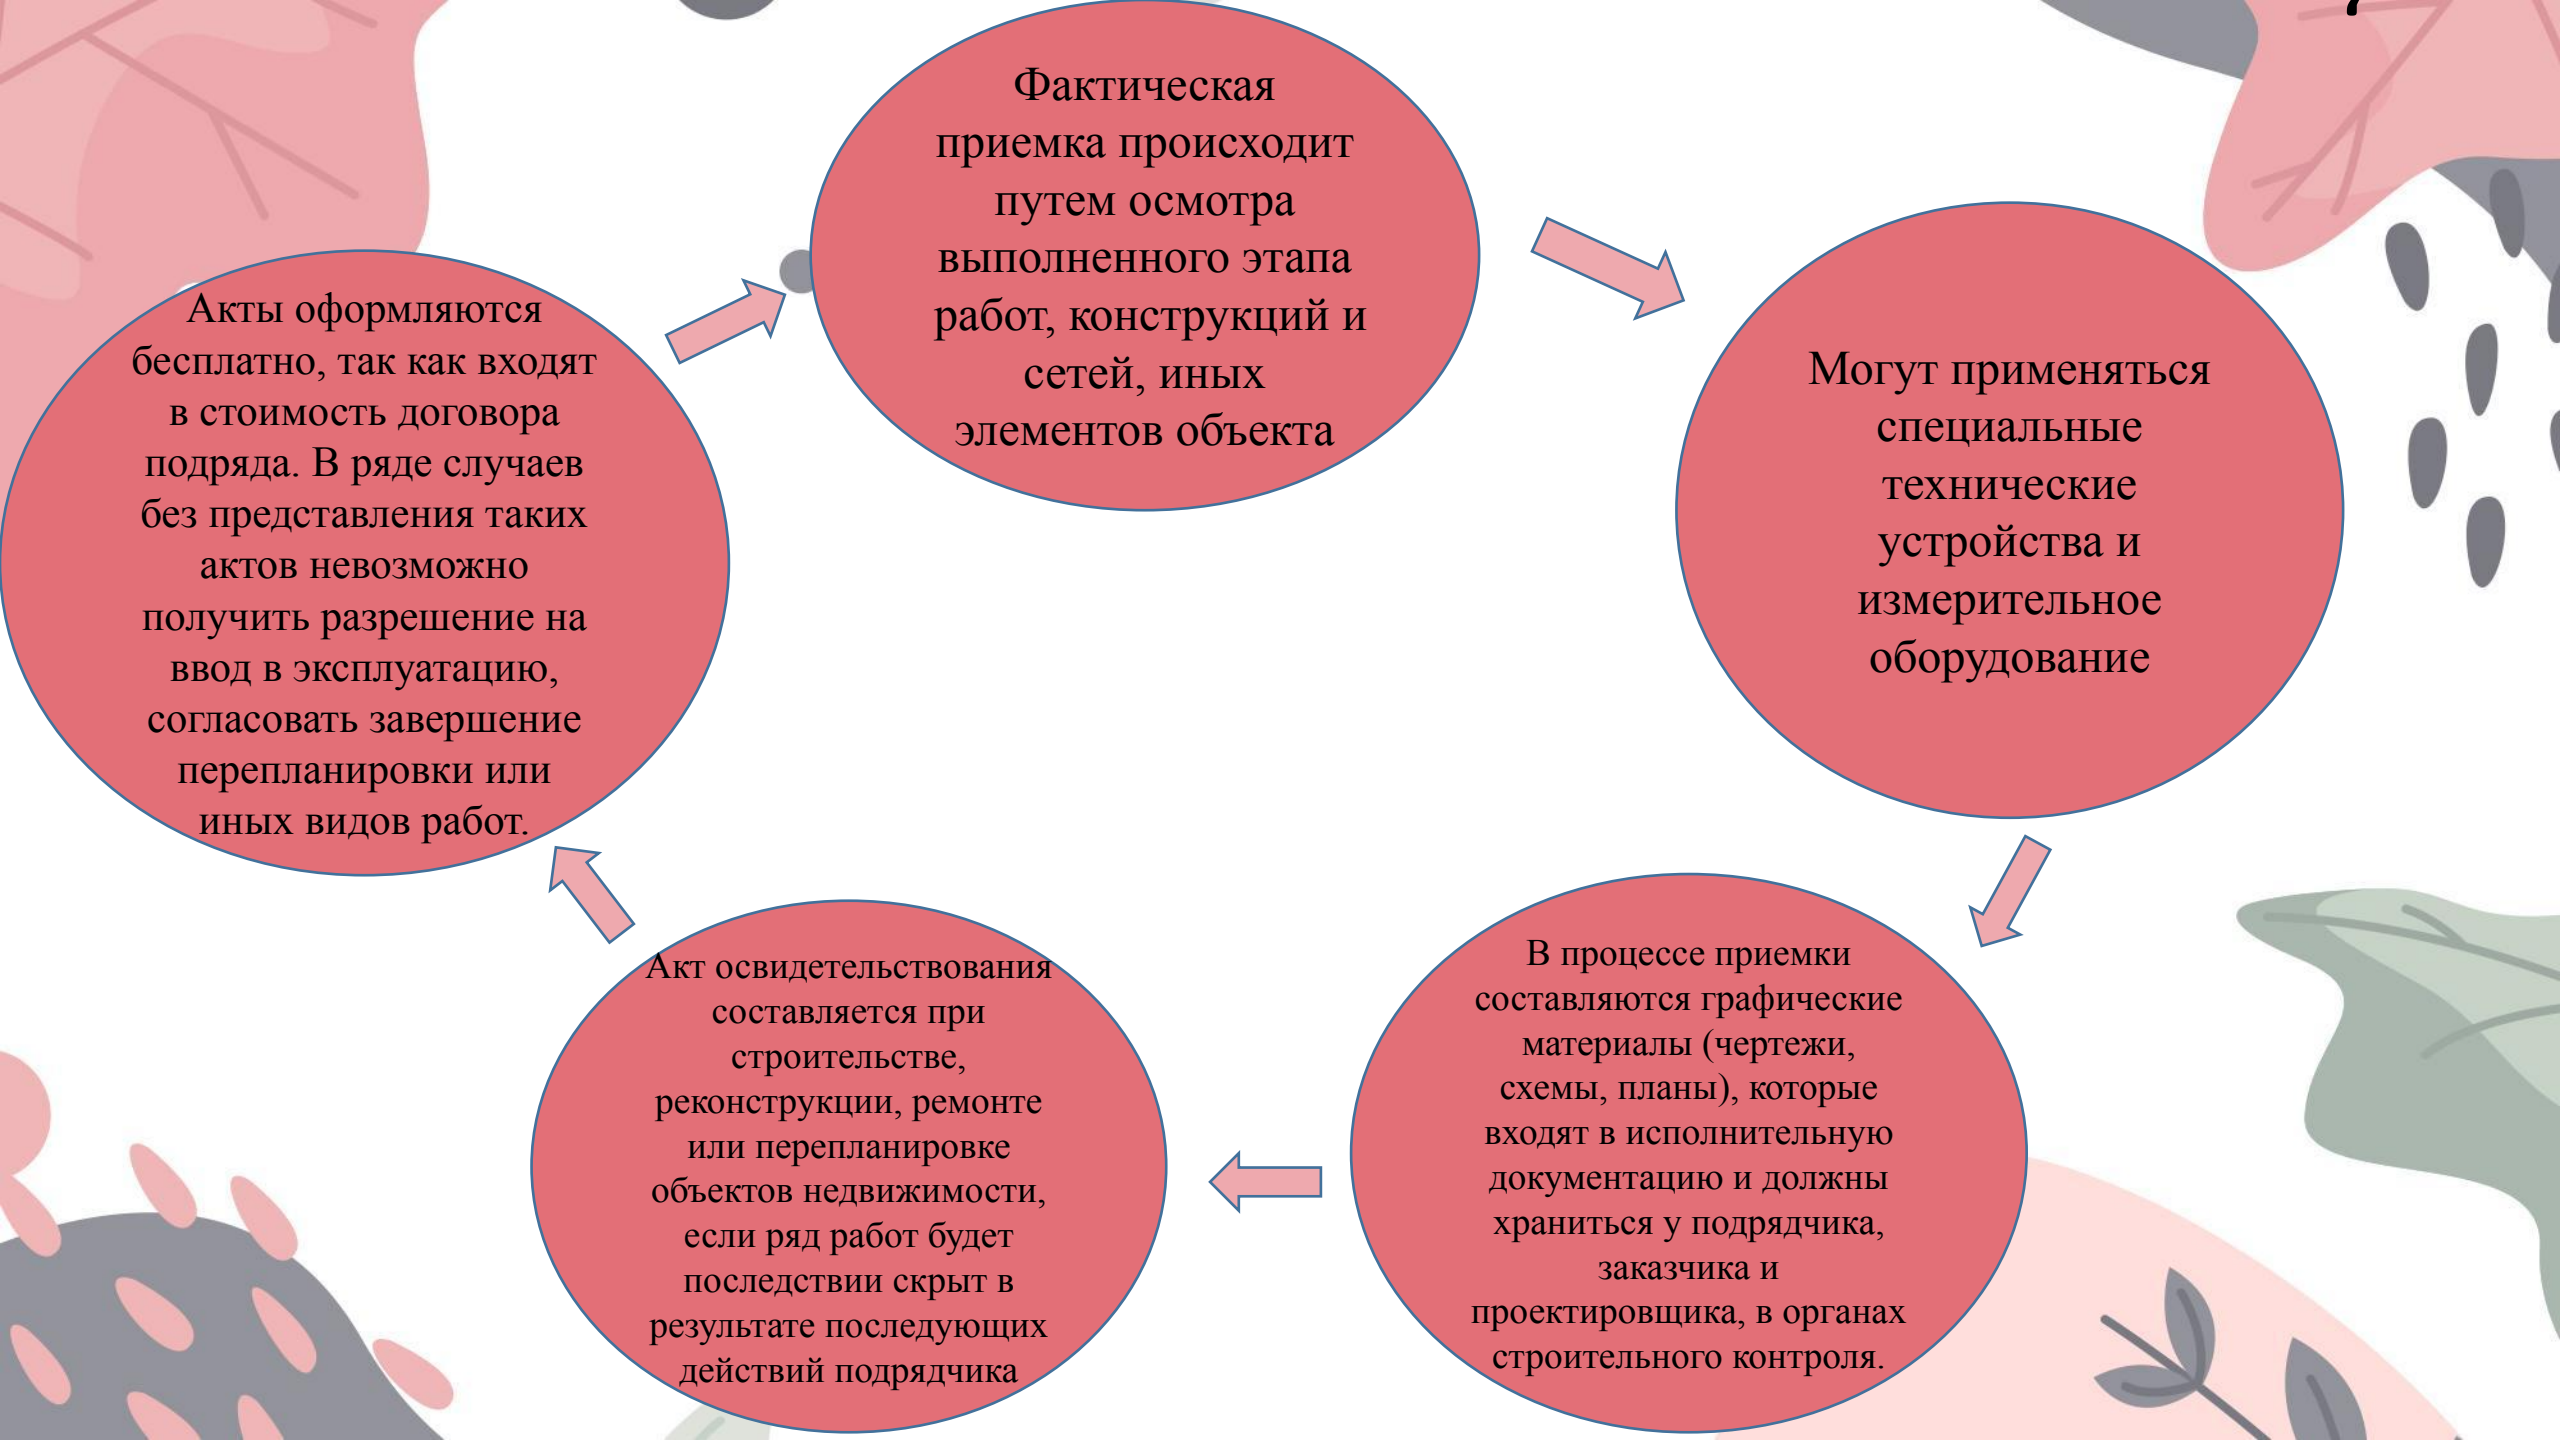 Фактическая
приемка происходит
путем осмотра
выполненного этапа
работ, конструкций и
сетей, иных
элементов объекта
Могут применяться
специальные
технические
устройства и
измерительное
оборудование
В процессе приемки
составляются графические
материалы (чертежи,
схемы, планы), которые
входят в исполнительную
документацию и должны
храниться у подрядчика,
заказчика и
проектировщика, в органах
строительного контроля.
Акт освидетельствования
составляется при
строительстве,
реконструкции, ремонте
или перепланировке
объектов недвижимости,
если ряд работ будет
последствии скрыт в
результате последующих
действий подрядчика
Акты оформляются
бесплатно, так как входят
в стоимость договора
подряда. В ряде случаев
без представления таких
актов невозможно
получить разрешение на
ввод в эксплуатацию,
согласовать завершение
перепланировки или
иных видов работ.